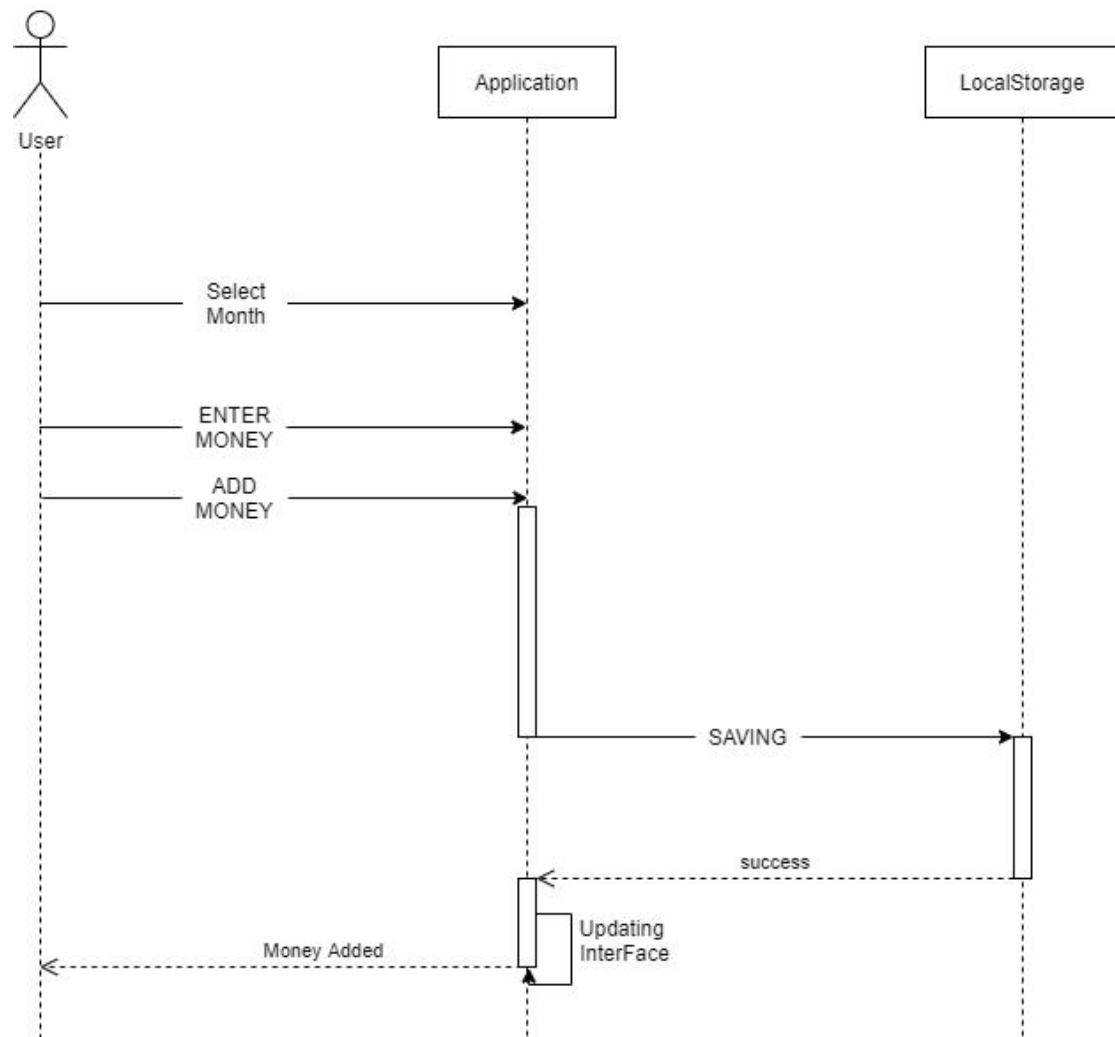 Application
LocalStorage
User
Select
Month
ENTER
MONEY
ADD
MONEY
SAVING
success
Updating
InterFace
Money Added